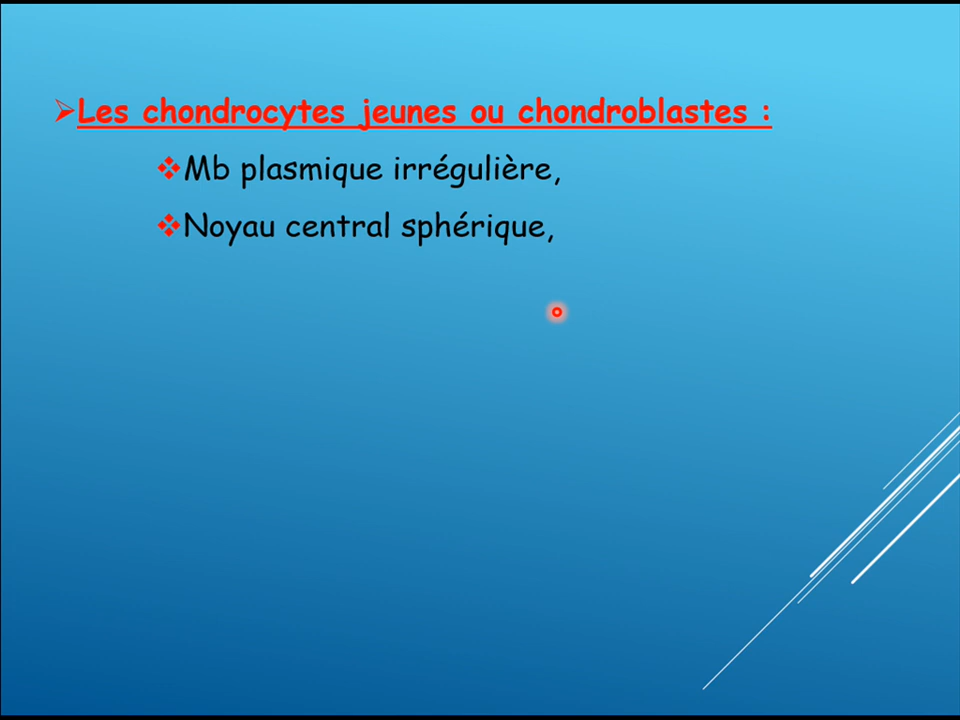 Les chondrocytes jeunes ou chondroblastes :
Mb plasmique irrégulière,
Noyau central sphérique,